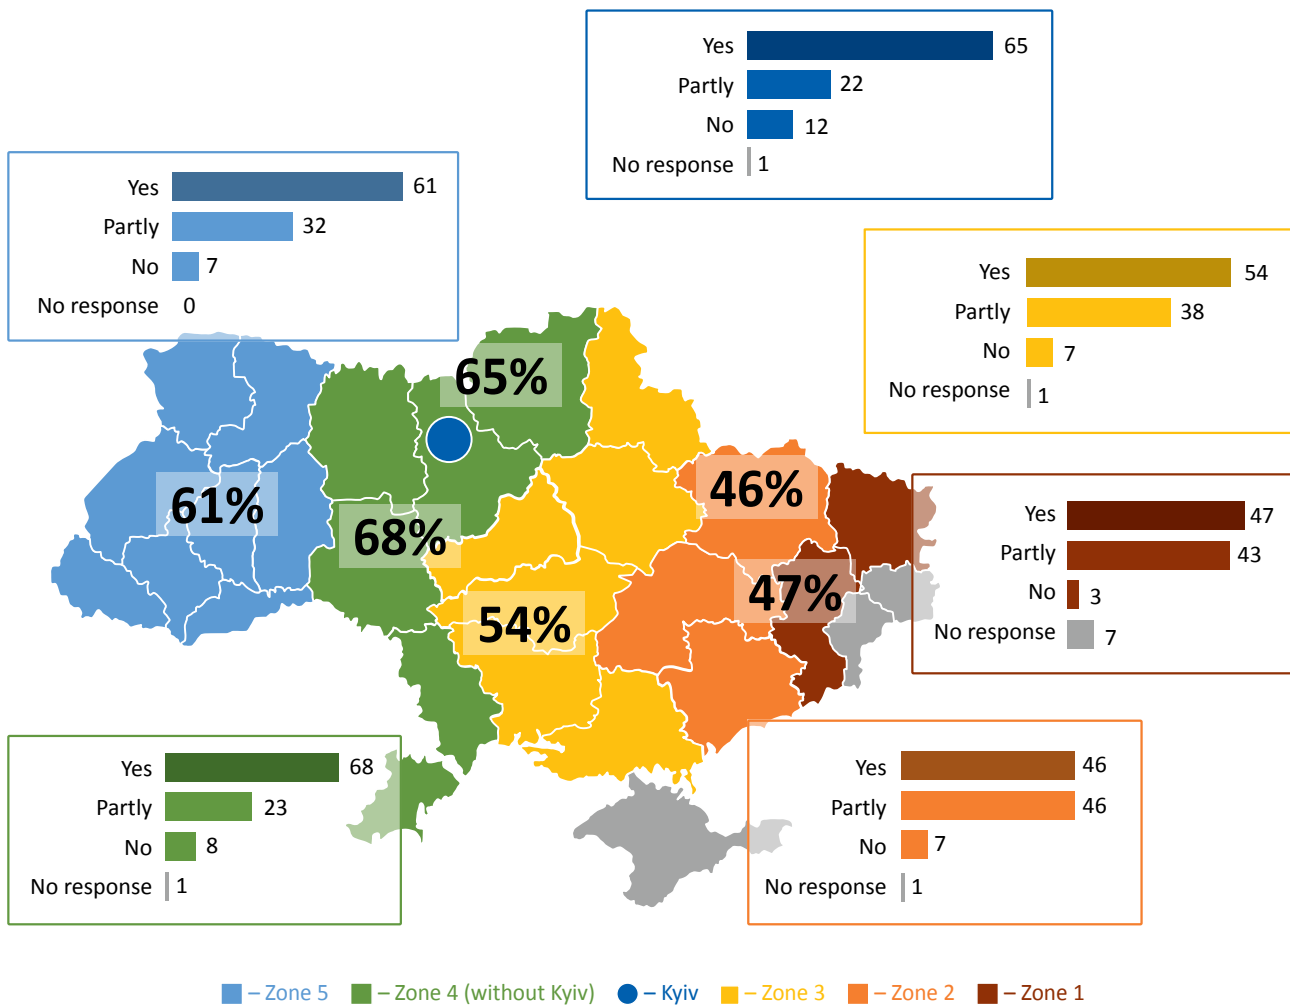 Yes 65
Partly 22
No 12
No response 1
Yes 61
Partly 32
No 7
No response 0
Yes 54
Partly 38
No 7
No response 1
65%
46%
61%
68%
47%
54%
Yes 47
Partly 43
No 3
No response 7
Yes 68
Partly 23
No 8
No response 1
Yes 46
Partly 46
No 7
No response 1
– Zone 5 – Zone 4 (without Kyiv) – Kyiv – Zone 3 – Zone 2 – Zone 1